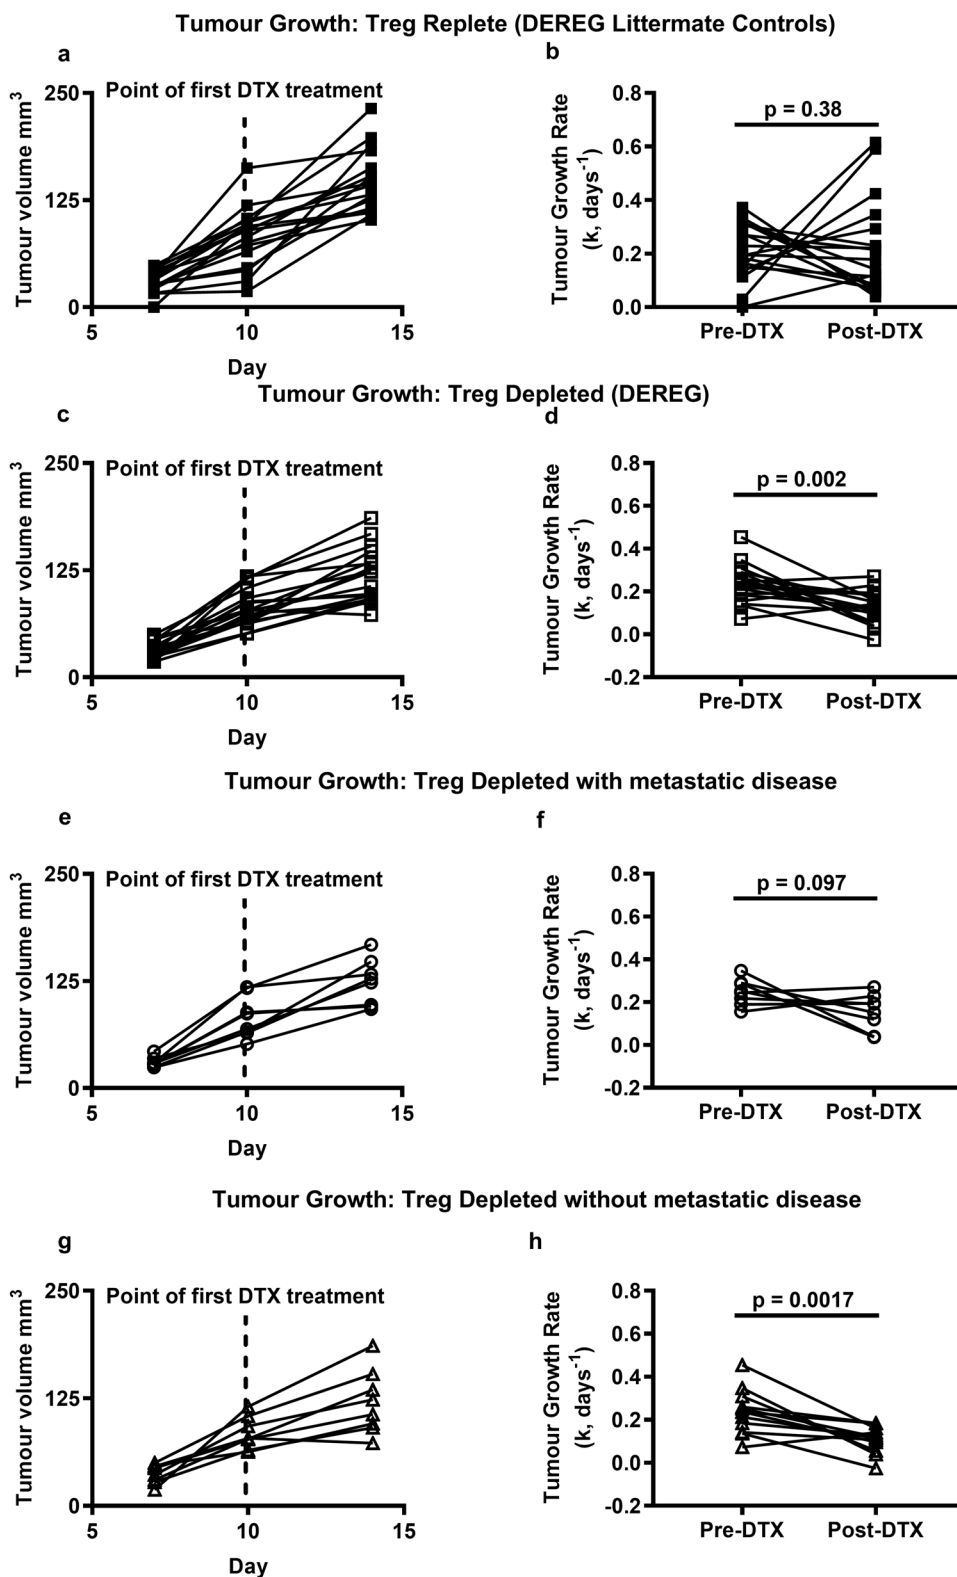 Tumour Growth: Treg Replete (DEREG Littermate Controls)
a
b
Point of first DTX treatment
Tumour volume mm³
250
125
0
5
10
15
Day
p = 0.38
Tumour Growth Rate
(k, days⁻¹)
0.8
0.6
0.4
0.2
0.0
Pre-DTX
Post-DTX
Tumour Growth: Treg Depleted (DEREG)
c
d
Point of first DTX treatment
Tumour volume mm³
250
125
0
5
10
15
Day
p = 0.002
Tumour Growth Rate
(k, days⁻¹)
0.8
0.6
0.4
0.2
0.0
-0.2
Pre-DTX
Post-DTX
Tumour Growth: Treg Depleted with metastatic disease
e
f
Point of first DTX treatment
Tumour volume mm³
250
125
0
5
10
15
Day
p = 0.097
Tumour Growth Rate
(k, days⁻¹)
0.8
0.6
0.4
0.2
0.0
-0.2
Pre-DTX
Post-DTX
Tumour Growth: Treg Depleted without metastatic disease
g
h
Point of first DTX treatment
Tumour volume mm³
250
125
0
5
10
15
Day
p = 0.0017
Tumour Growth Rate
(k, days⁻¹)
0.8
0.6
0.4
0.2
0.0
-0.2
Pre-DTX
Post-DTX